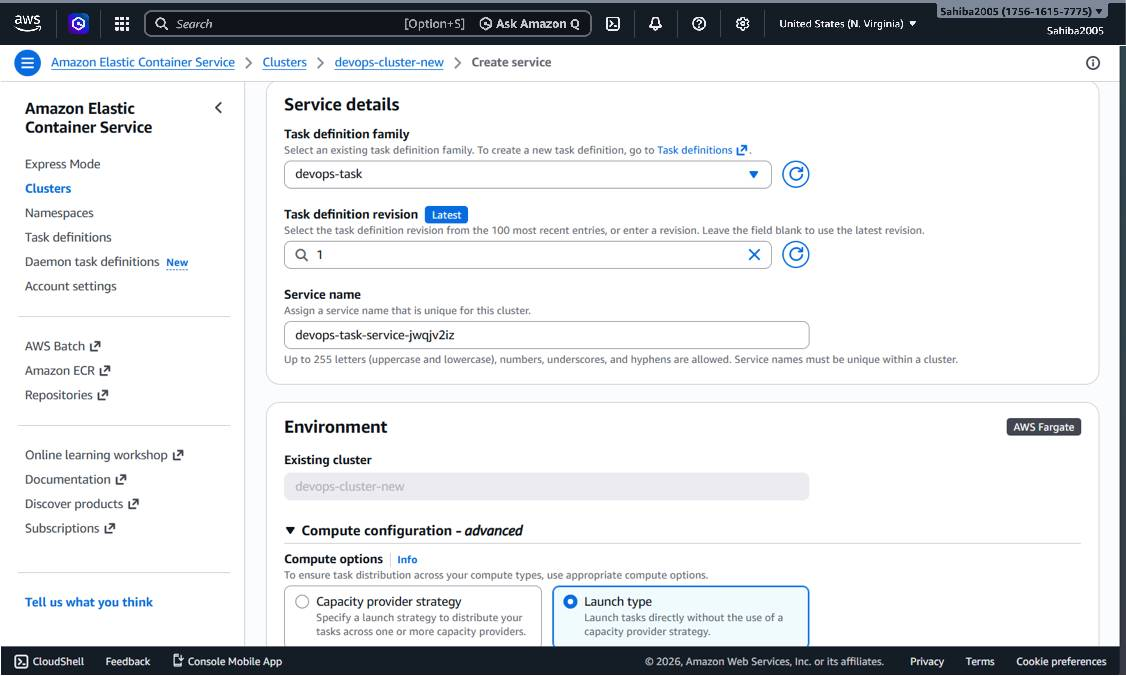 aws
Search
[Option+S]
Ask Amazon Q
United States (N. Virginia) ▼
Sahiba2005 (1756-1615-7775) ▼
Sahiba2005
Amazon Elastic Container Service > Clusters > devops-cluster-new > Create service
Amazon Elastic
Container Service
Express Mode
Clusters
Namespaces
Task definitions
Daemon task definitions New
Account settings
AWS Batch
Amazon ECR
Repositories
Online learning workshop
Documentation
Discover products
Subscriptions
Tell us what you think
Service details
Task definition family
Select an existing task definition family. To create a new task definition, go to Task definitions.
devops-task
Task definition revision Latest
Select the task definition revision from the 100 most recent entries, or enter a revision. Leave the field blank to use the latest revision.
1
Service name
Assign a service name that is unique for this cluster.
devops-task-service-jwqjv2iz
Up to 255 letters (uppercase and lowercase), numbers, underscores, and hyphens are allowed. Service names must be unique within a cluster.
Environment
AWS Fargate
Existing cluster
devops-cluster-new
▼ Compute configuration - advanced
Compute options Info
To ensure task distribution across your compute types, use appropriate compute options.
Capacity provider strategy
Specify a launch strategy to distribute your
tasks across one or more capacity providers.
Launch type
Launch tasks directly without the use of a
capacity provider strategy.
CloudShell
Feedback
Console Mobile App
© 2026, Amazon Web Services, Inc. or its affiliates.
Privacy
Terms
Cookie preferences